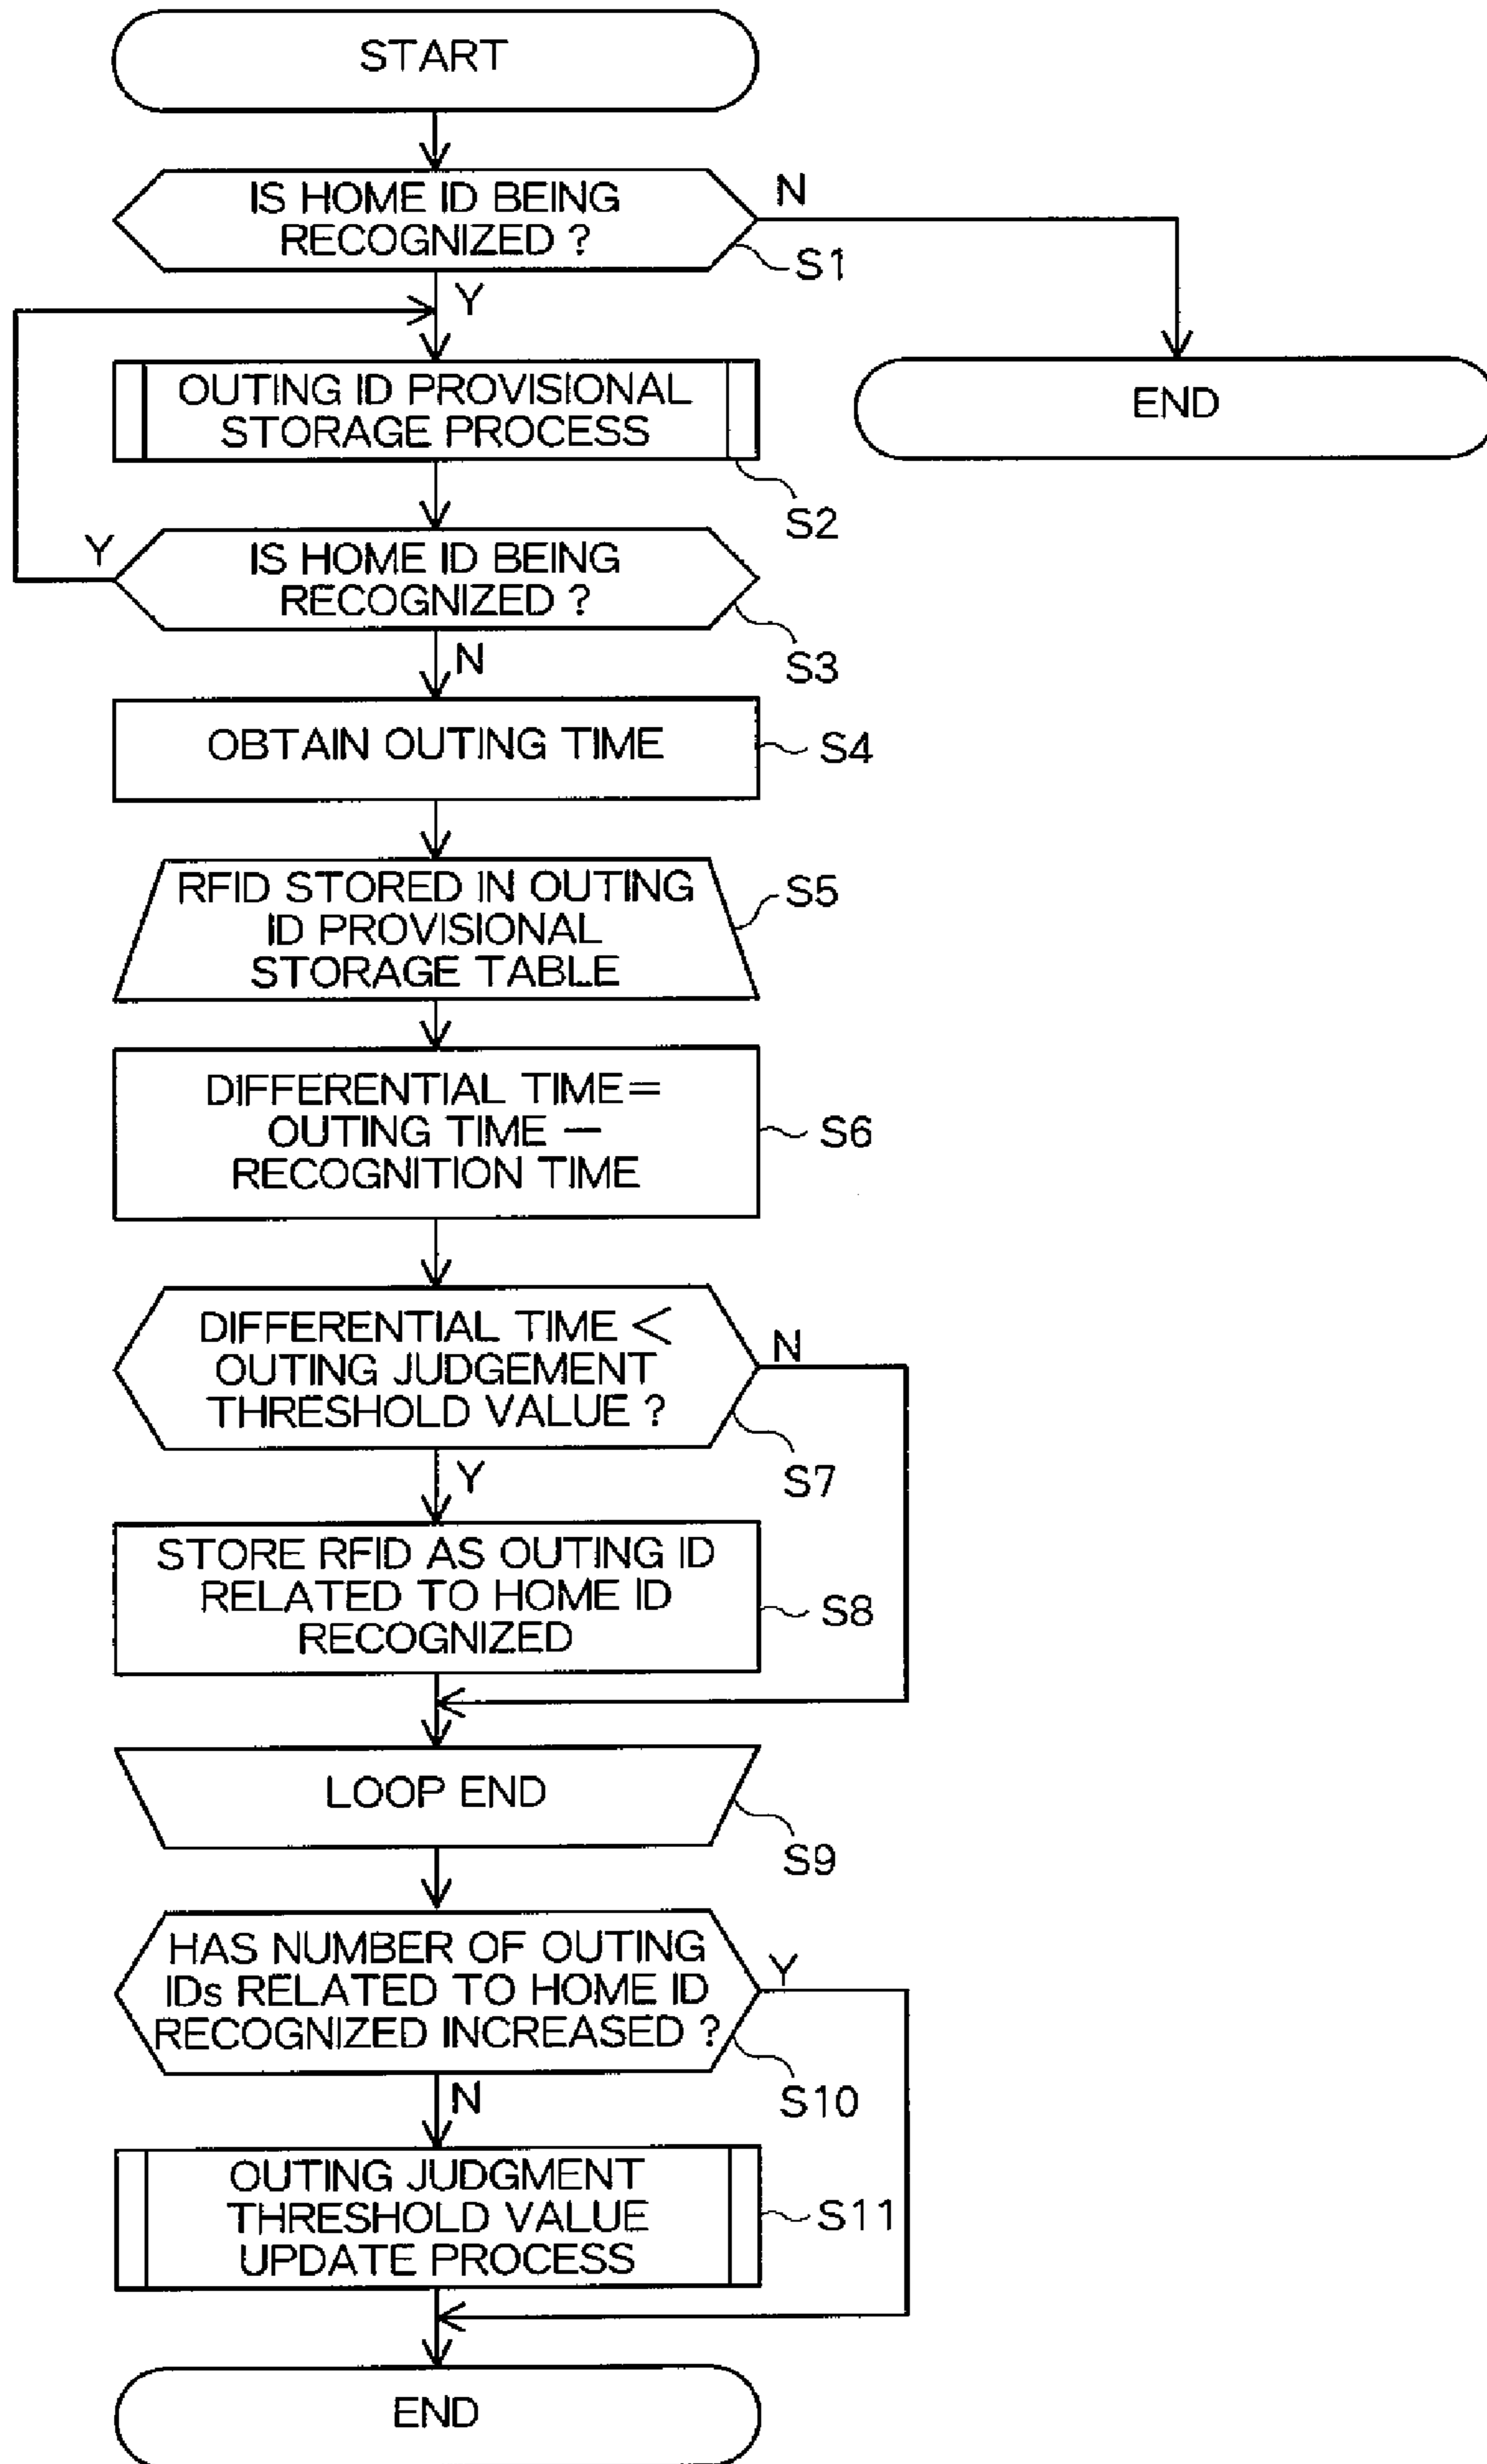 START
IS HOME ID BEING
RECOGNIZED ?
N
S1
Y
OUTING ID PROVISIONAL
STORAGE PROCESS
END
S2
Y
IS HOME ID BEING
RECOGNIZED ?
S3
N
OBTAIN OUTING TIME
S4
RFID STORED IN OUTING
ID PROVISIONAL
STORAGE TABLE
S5
DIFFERENTIAL TIME=
OUTING TIME —
RECOGNITION TIME
S6
DIFFERENTIAL TIME <
OUTING JUDGEMENT
THRESHOLD VALUE ?
N
S7
Y
STORE RFID AS OUTING ID
RELATED TO HOME ID
RECOGNIZED
S8
LOOP END
S9
HAS NUMBER OF OUTING
IDs RELATED TO HOME ID
RECOGNIZED INCREASED ?
Y
S10
N
OUTING JUDGMENT
THRESHOLD VALUE
UPDATE PROCESS
S11
END